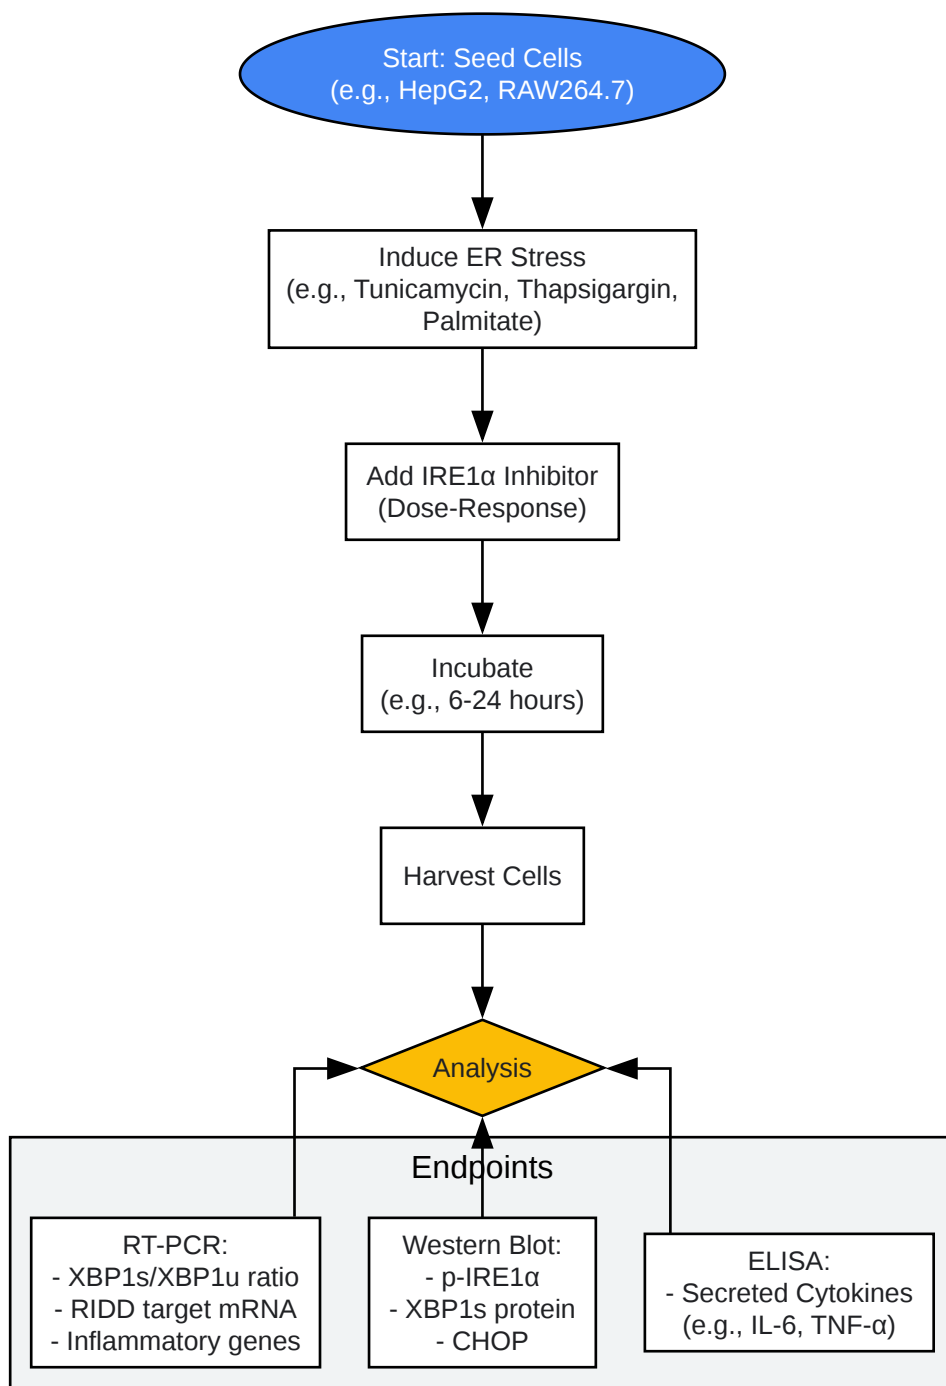 Start: Seed Cells
(e.g., HepG2, RAW264.7)
Induce ER Stress
(e.g., Tunicamycin, Thapsigargin,
Palmitate)
Add IRE1α Inhibitor
(Dose-Response)
Incubate
(e.g., 6-24 hours)
Harvest Cells
Analysis
Endpoints
RT-PCR:
- XBP1s/XBP1u ratio
- RIDD target mRNA
- Inflammatory genes
Western Blot:
- p-IRE1α
- XBP1s protein
- CHOP
ELISA:
- Secreted Cytokines
(e.g., IL-6, TNF-α)